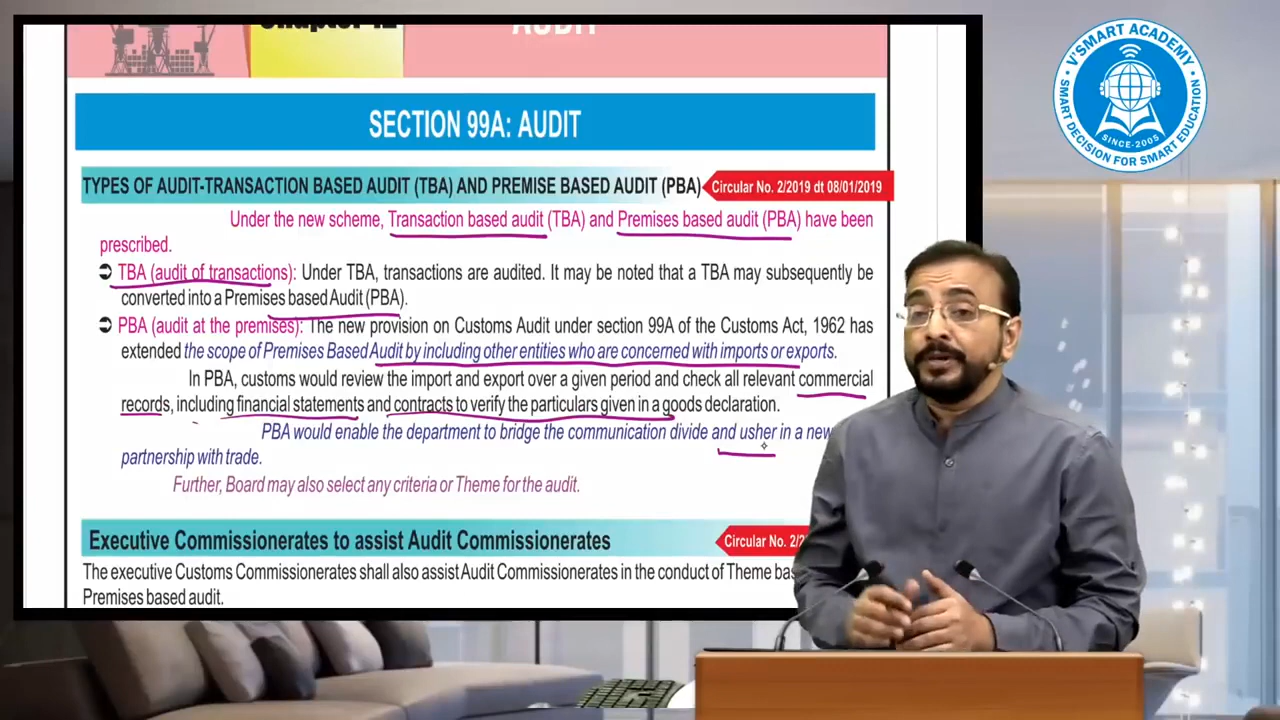 Chapter 12
AUDIT
SECTION 99A: AUDIT
TYPES OF AUDIT-TRANSACTION BASED AUDIT (TBA) AND PREMISE BASED AUDIT (PBA)
Circular No. 2/2019 dt 08/01/2019
Under the new scheme, Transaction based audit (TBA) and Premises based audit (PBA) have been
prescribed.
➲ TBA (audit of transactions): Under TBA, transactions are audited. It may be noted that a TBA may subsequently be
converted into a Premises based Audit (PBA).
➲ PBA (audit at the premises): The new provision on Customs Audit under section 99A of the Customs Act, 1962 has
extended the scope of Premises Based Audit by including other entities who are concerned with imports or exports.
In PBA, customs would review the import and export over a given period and check all relevant commercial
records, including financial statements and contracts to verify the particulars given in a goods declaration.
PBA would enable the department to bridge the communication divide and usher in a new
partnership with trade.
Further, Board may also select any criteria or Theme for the audit.
Executive Commissionerates to assist Audit Commissionerates
Circular No. 2/2
The executive Customs Commissionerates shall also assist Audit Commissionerates in the conduct of Theme bas
Premises based audit.
V'SMART ACADEMY
SINCE-2005
SMART DECISION FOR SMART EDUCATION